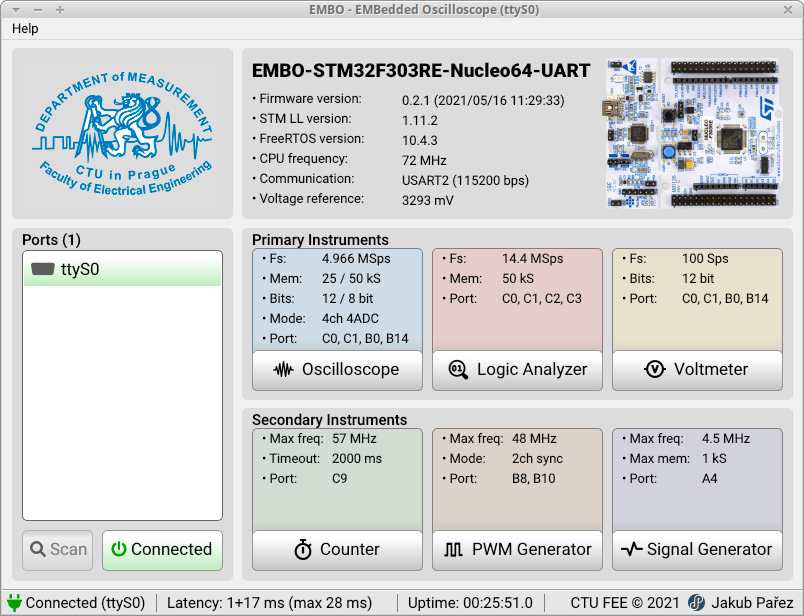 EMBO - EMBedded Oscilloscope (ttyS0)
Help
DEPARTMENT of MEASUREMENT
CTU in Prague
Faculty of Electrical Engineering
EMBO-STM32F303RE-Nucleo64-UART
• Firmware version: 0.2.1 (2021/05/16 11:29:33)
• STM LL version: 1.11.2
• FreeRTOS version: 10.4.3
• CPU frequency: 72 MHz
• Communication: USART2 (115200 bps)
• Voltage reference: 3293 mV
Ports (1)
ttyS0
Scan
Connected
Primary Instruments
• Fs: 4.966 MSps
• Mem: 25 / 50 kS
• Bits: 12 / 8 bit
• Mode: 4ch 4ADC
• Port: C0, C1, B0, B14
Oscilloscope
• Fs: 14.4 MSps
• Mem: 50 kS
• Port: C0, C1, C2, C3
Logic Analyzer
• Fs: 100 Sps
• Bits: 12 bit
• Port: C0, C1, B0, B14
Voltmeter
Secondary Instruments
• Max freq: 57 MHz
• Timeout: 2000 ms
• Port: C9
Counter
• Max freq: 48 MHz
• Mode: 2ch sync
• Port: B8, B10
PWM Generator
• Max freq: 4.5 MHz
• Max mem: 1 kS
• Port: A4
Signal Generator
Connected (ttyS0)
Latency: 1+17 ms (max 28 ms)
Uptime: 00:25:51.0
CTU FEE © 2021
Jakub Pařez